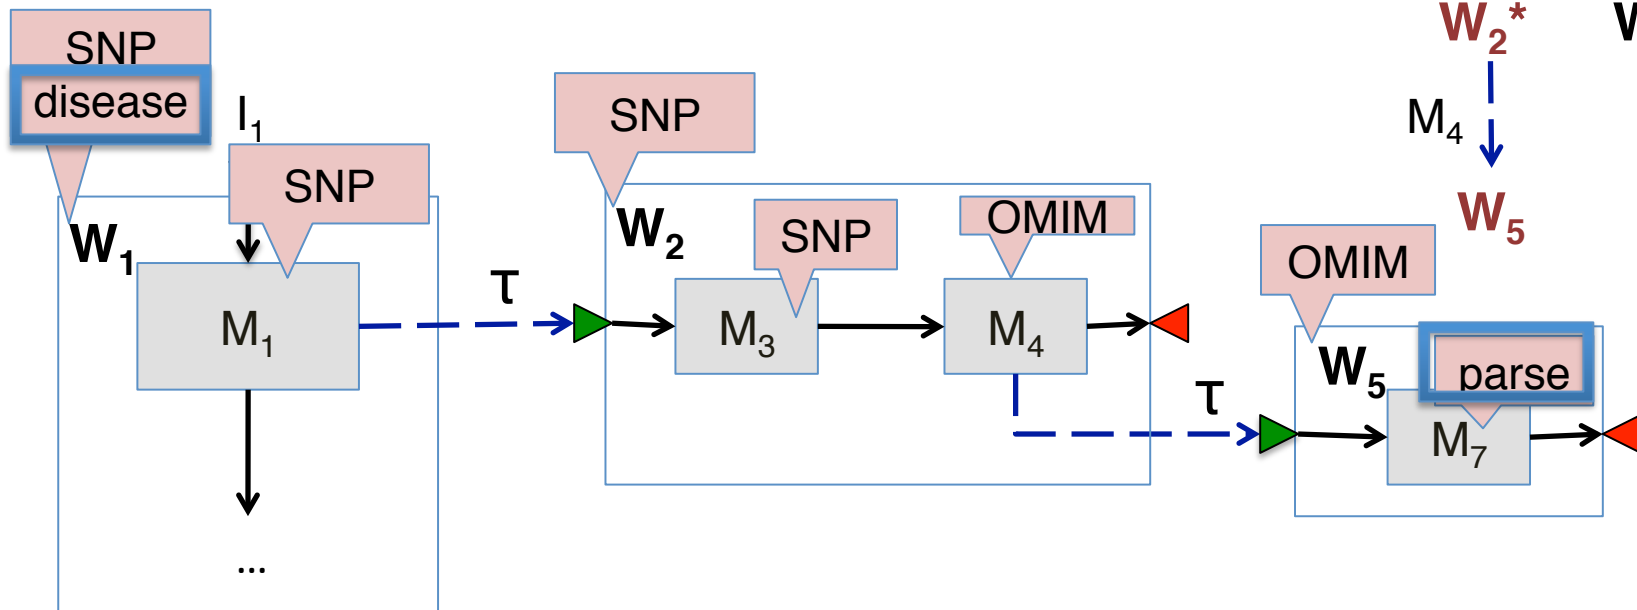 SNP
disease
I₁
SNP
W₁
M₁
...
τ
SNP
W₂
SNP
OMIM
M₃
M₄
τ
W₂*
M₄
W₅
OMIM
W₅
parse
M₇